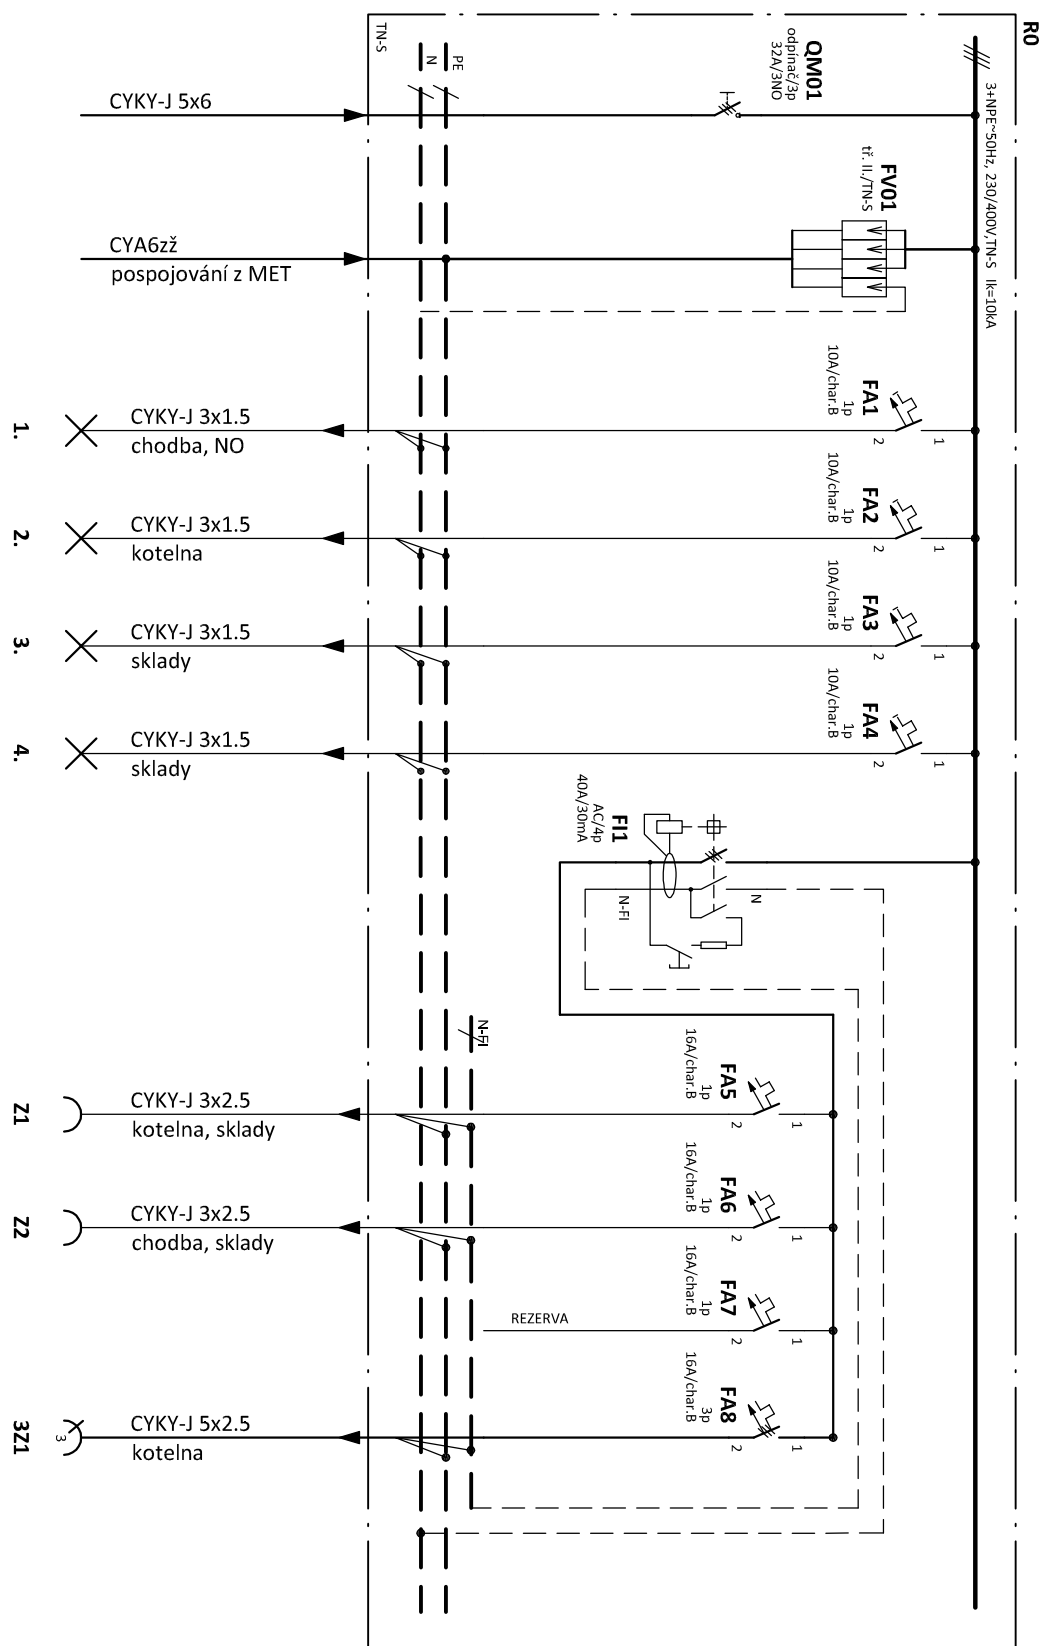 R0
3+NPE~50Hz, 230/400V,TN-S Ik=10kA
TN-S
PE
N
QM01
odpínač/3p
32A/3NO
CYKY-J 5x6
FV01
tř. II./TN-S
CYA6zž
pospojování z MET
FA1
1p
10A/char.B
1
2
CYKY-J 3x1.5
chodba, NO
1.
FA2
1p
10A/char.B
1
2
CYKY-J 3x1.5
kotelna
2.
FA3
1p
10A/char.B
1
2
CYKY-J 3x1.5
sklady
3.
FA4
1p
10A/char.B
1
2
CYKY-J 3x1.5
sklady
4.
FI1
AC/4p
40A/30mA
N
N-FI
N-FI
FA5
1p
16A/char.B
1
2
CYKY-J 3x2.5
kotelna, sklady
Z1
FA6
1p
16A/char.B
1
2
CYKY-J 3x2.5
chodba, sklady
Z2
FA7
1p
16A/char.B
1
2
REZERVA
FA8
3p
16A/char.B
1
2
CYKY-J 5x2.5
kotelna
3
3Z1